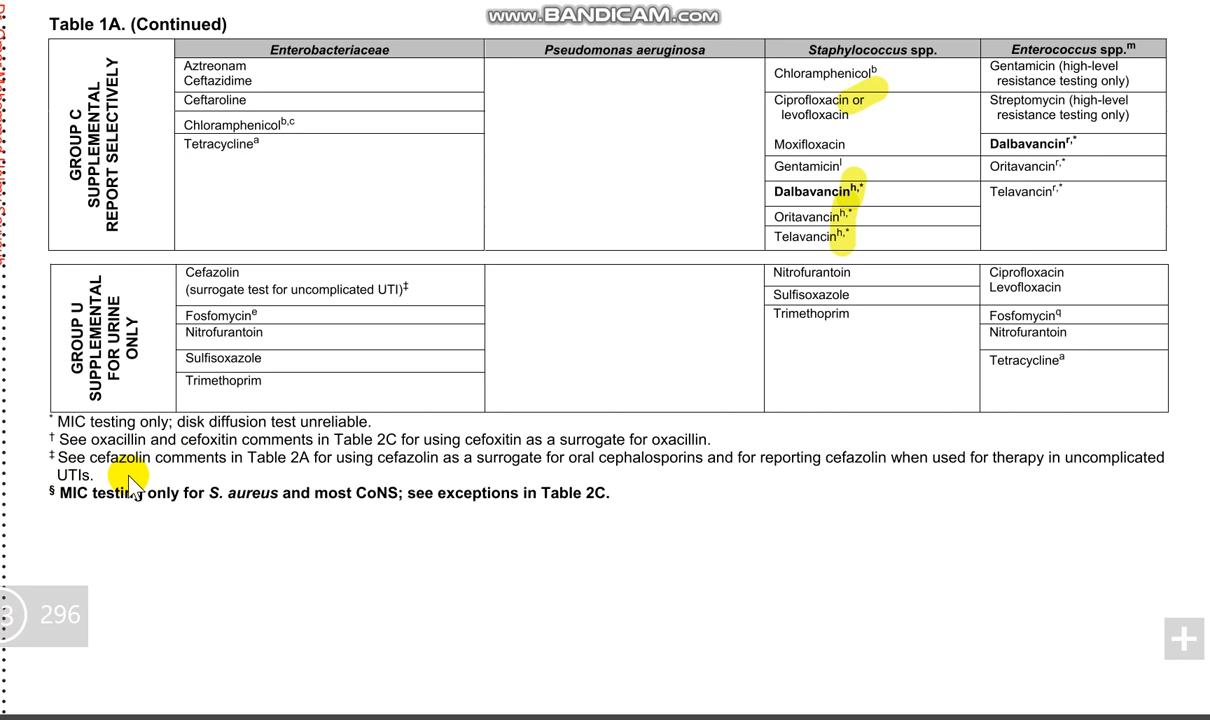 www.BANDICAM.com
Table 1A. (Continued)
Enterobacteriaceae
Pseudomonas aeruginosa
Staphylococcus spp.
Enterococcus spp.m
GROUP C
SUPPLEMENTAL
REPORT SELECTIVELY
Aztreonam
Ceftazidime
Ceftaroline
Chloramphenicolb,c
Tetracyclinea
Chloramphenicolb
Ciprofloxacin or
levofloxacin
Moxifloxacin
Gentamicinl
Dalbavancinh,*
Oritavancinh,*
Telavancinh,*
Gentamicin (high-level
resistance testing only)
Streptomycin (high-level
resistance testing only)
Dalbavancinr,*
Oritavancinr,*
Telavancinr,*
GROUP U
SUPPLEMENTAL
FOR URINE
ONLY
Cefazolin
(surrogate test for uncomplicated UTI)‡
Fosfomycine
Nitrofurantoin
Sulfisoxazole
Trimethoprim
Nitrofurantoin
Sulfisoxazole
Trimethoprim
Ciprofloxacin
Levofloxacin
Fosfomycinq
Nitrofurantoin
Tetracyclinea
* MIC testing only; disk diffusion test unreliable.
† See oxacillin and cefoxitin comments in Table 2C for using cefoxitin as a surrogate for oxacillin.
‡ See cefazolin comments in Table 2A for using cefazolin as a surrogate for oral cephalosporins and for reporting cefazolin when used for therapy in uncomplicated
UTIs.
§ MIC testing only for S. aureus and most CoNS; see exceptions in Table 2C.
3 296
+